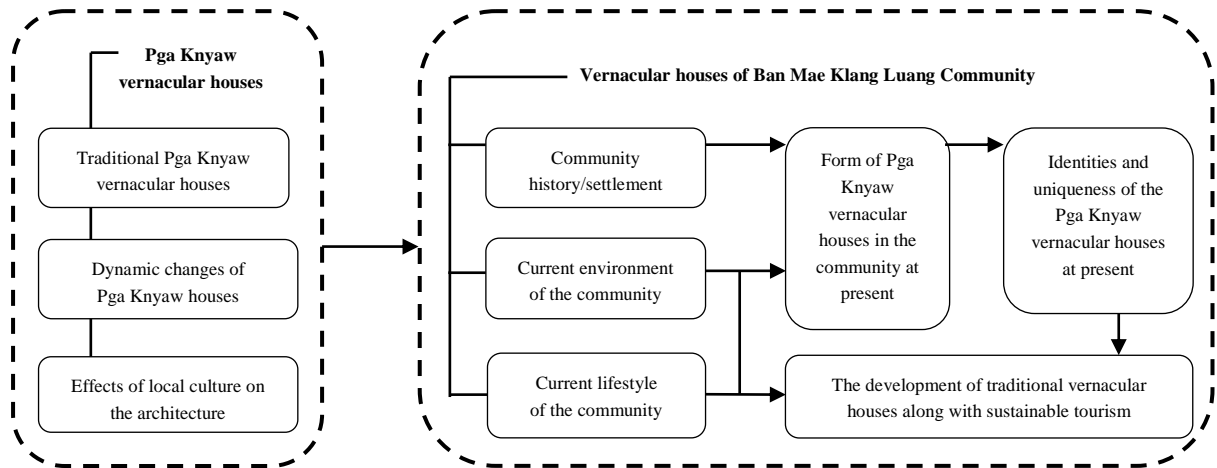 Pga Knyaw
vernacular houses
Traditional Pga Knyaw
vernacular houses
Dynamic changes of
Pga Knyaw houses
Effects of local culture on
the architecture
Vernacular houses of Ban Mae Klang Luang Community
Community
history/settlement
Current environment
of the community
Current lifestyle
of the community
Form of Pga
Knyaw
vernacular
houses in the
community at
present
Identities and
uniqueness of the
Pga Knyaw
vernacular houses
at present
The development of traditional vernacular
houses along with sustainable tourism